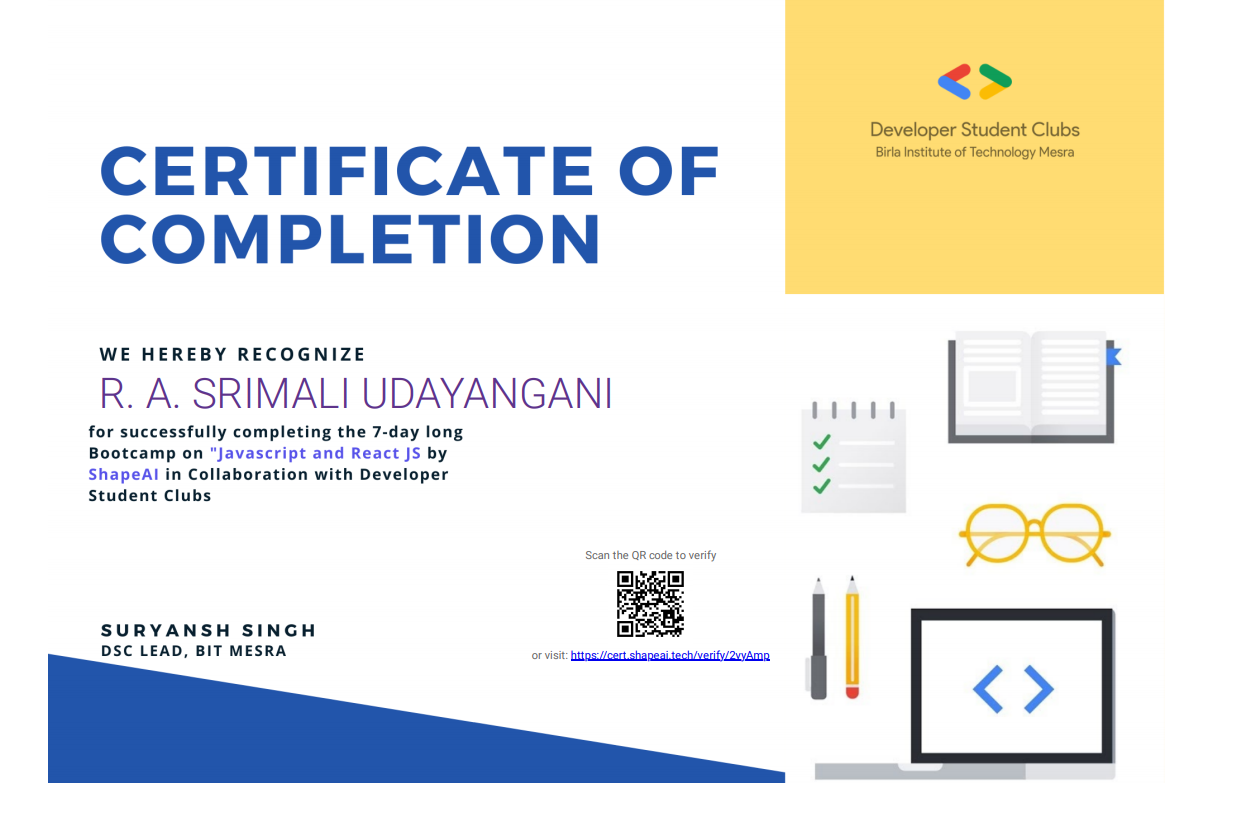 Developer Student Clubs
Birla Institute of Technology Mesra
CERTIFICATE OF
COMPLETION
WE HEREBY RECOGNIZE
R. A. SRIMALI UDAYANGANI
for successfully completing the 7-day long
Bootcamp on "Javascript and React JS by
ShapeAI in Collaboration with Developer
Student Clubs
Scan the QR code to verify
or visit: https://cert.shapeai.tech/verify/2vyAmp
SURYANSH SINGH
DSC LEAD, BIT MESRA